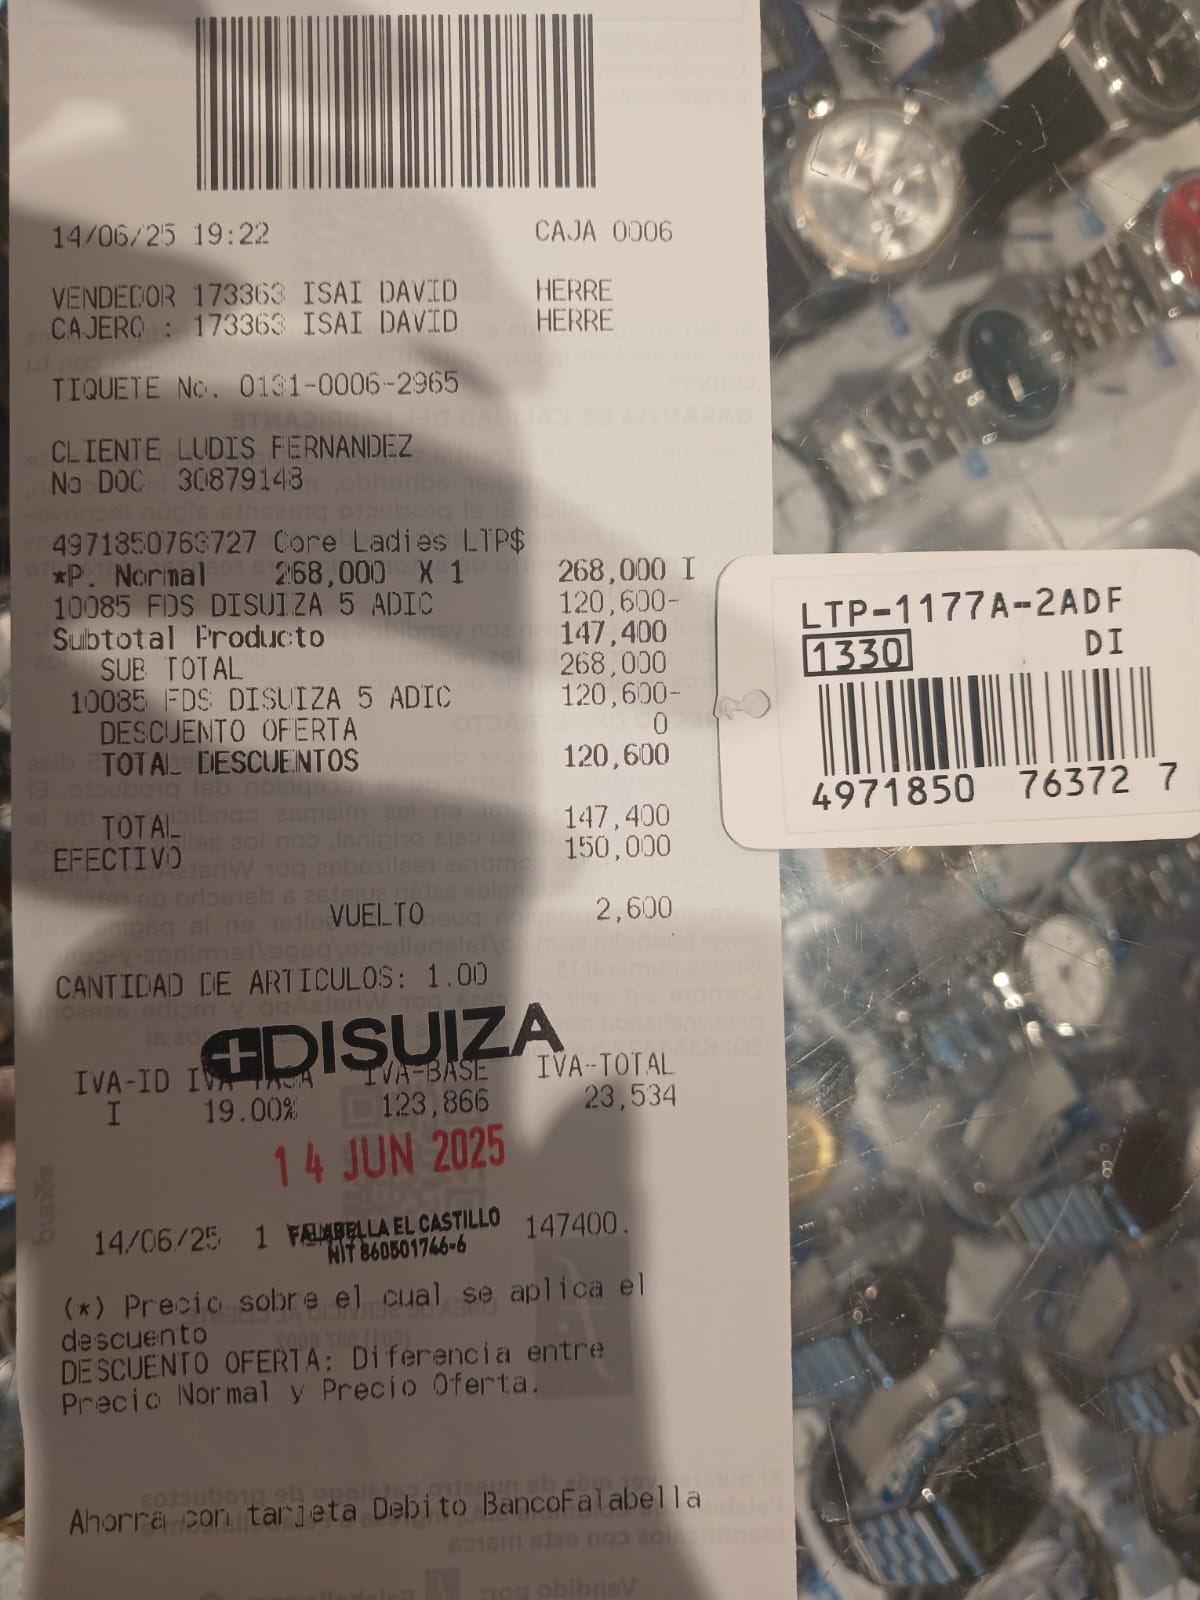 14/06/25 19:22 CAJA 0006
VENDEDOR 173363 ISAI DAVID HERRE
CAJERO : 173363 ISAI DAVID HERRE
TIQUETE No. 0131-0006-2965
CLIENTE LUDIS FERNANDEZ
No DOC 30879148
4971850763727 Core Ladies LTP$
*P. Normal 268,000 X 1 268,000 I
10085 FDS DISUIZA 5 ADIC 120,600-
Subtotal Producto 147,400
SUB TOTAL 268,000
10085 FDS DISUIZA 5 ADIC 120,600-
DESCUENTO OFERTA 0
TOTAL DESCUENTOS 120,600
TOTAL 147,400
EFECTIVO 150,000
VUELTO 2,600
CANTIDAD DE ARTICULOS: 1.00
DISUIZA
IVA-ID IVA-TASA IVA-BASE IVA-TOTAL
I 19.00% 123,866 23,534
14 JUN 2025
14/06/25 1 147400.
FALABELLA EL CASTILLO
NIT 860501746-6
(*) Precio sobre el cual se aplica el
descuento
DESCUENTO OFERTA: Diferencia entre
Precio Normal y Precio Oferta.
Ahorra con tarjeta Debito BancoFalabella
LTP-1177A-2ADF
1330 DI
4971850 76372 7